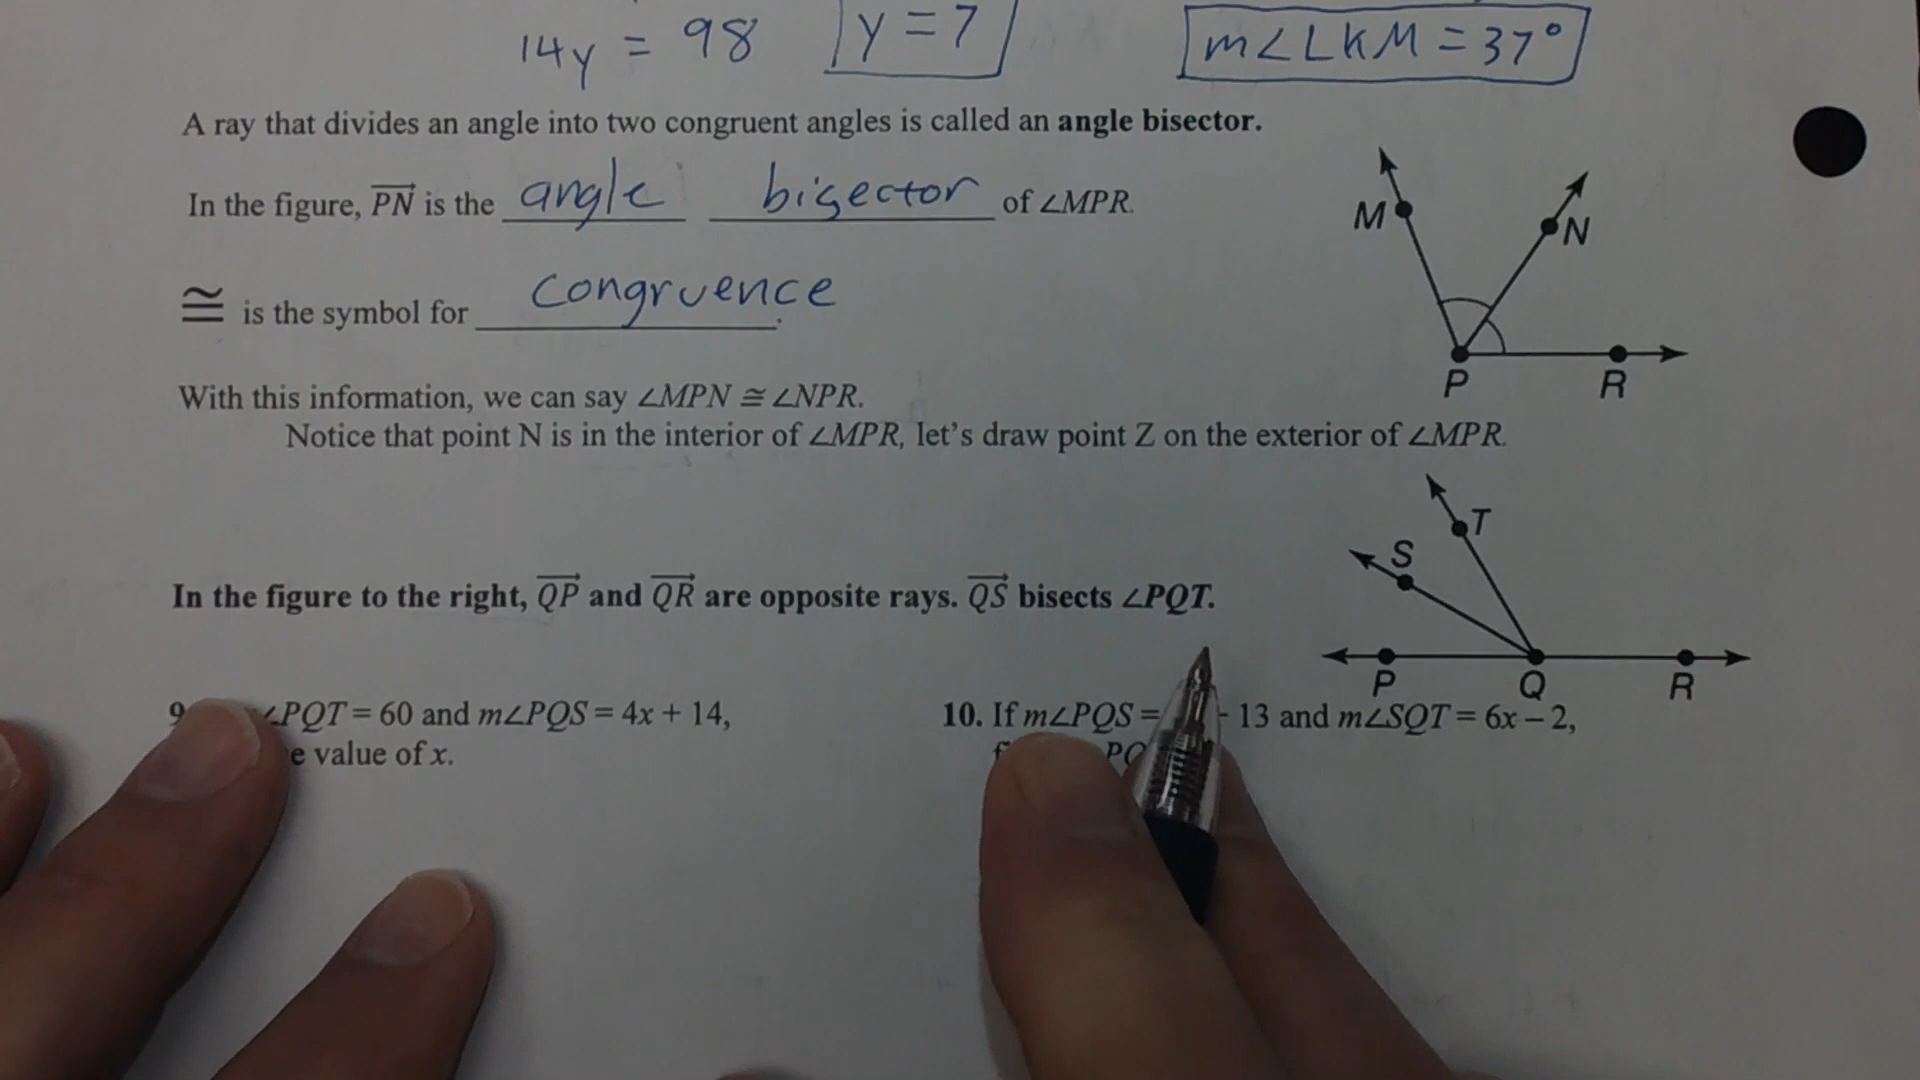 14y = 98 y = 7 m∠LKM = 37°
A ray that divides an angle into two congruent angles is called an angle bisector.
In the figure, PN is the angle bisector of ∠MPR.
≅ is the symbol for congruence.
M N P R
With this information, we can say ∠MPN ≅ ∠NPR.
Notice that point N is in the interior of ∠MPR, let's draw point Z on the exterior of ∠MPR.
T
S
In the figure to the right, QP and QR are opposite rays. QS bisects ∠PQT.
P Q R
9 ∠PQT = 60 and m∠PQS = 4x + 14,
value of x.
10. If m∠PQS = 13 and m∠SQT = 6x – 2,